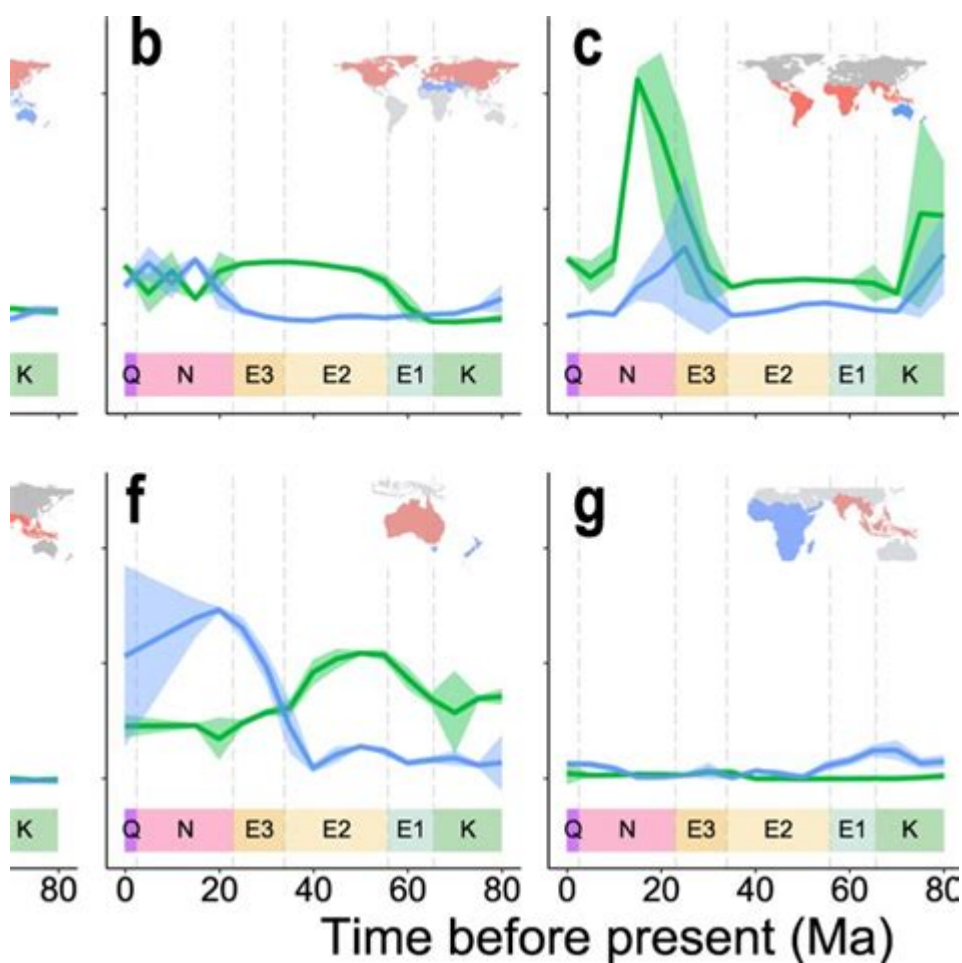 b
c
K
Q N E3 E2 E1 K
Q N E3 E2 E1 K
f
g
K
Q N E3 E2 E1 K
Q N E3 E2 E1 K
80 0 20 40 60 80 0 20 40 60 80
Time before present (Ma)